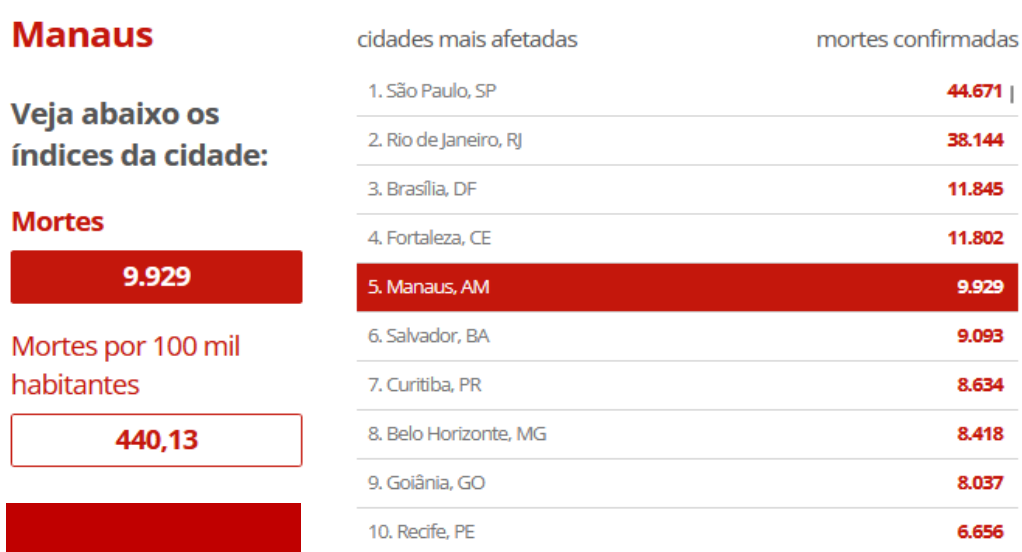 Manaus
Veja abaixo os
índices da cidade:
Mortes
9.929
Mortes por 100 mil
habitantes
440,13
cidades mais afetadas mortes confirmadas
1. São Paulo, SP 44.671
2. Rio de Janeiro, RJ 38.144
3. Brasília, DF 11.845
4. Fortaleza, CE 11.802
5. Manaus, AM 9.929
6. Salvador, BA 9.093
7. Curitiba, PR 8.634
8. Belo Horizonte, MG 8.418
9. Goiânia, GO 8.037
10. Recife, PE 6.656